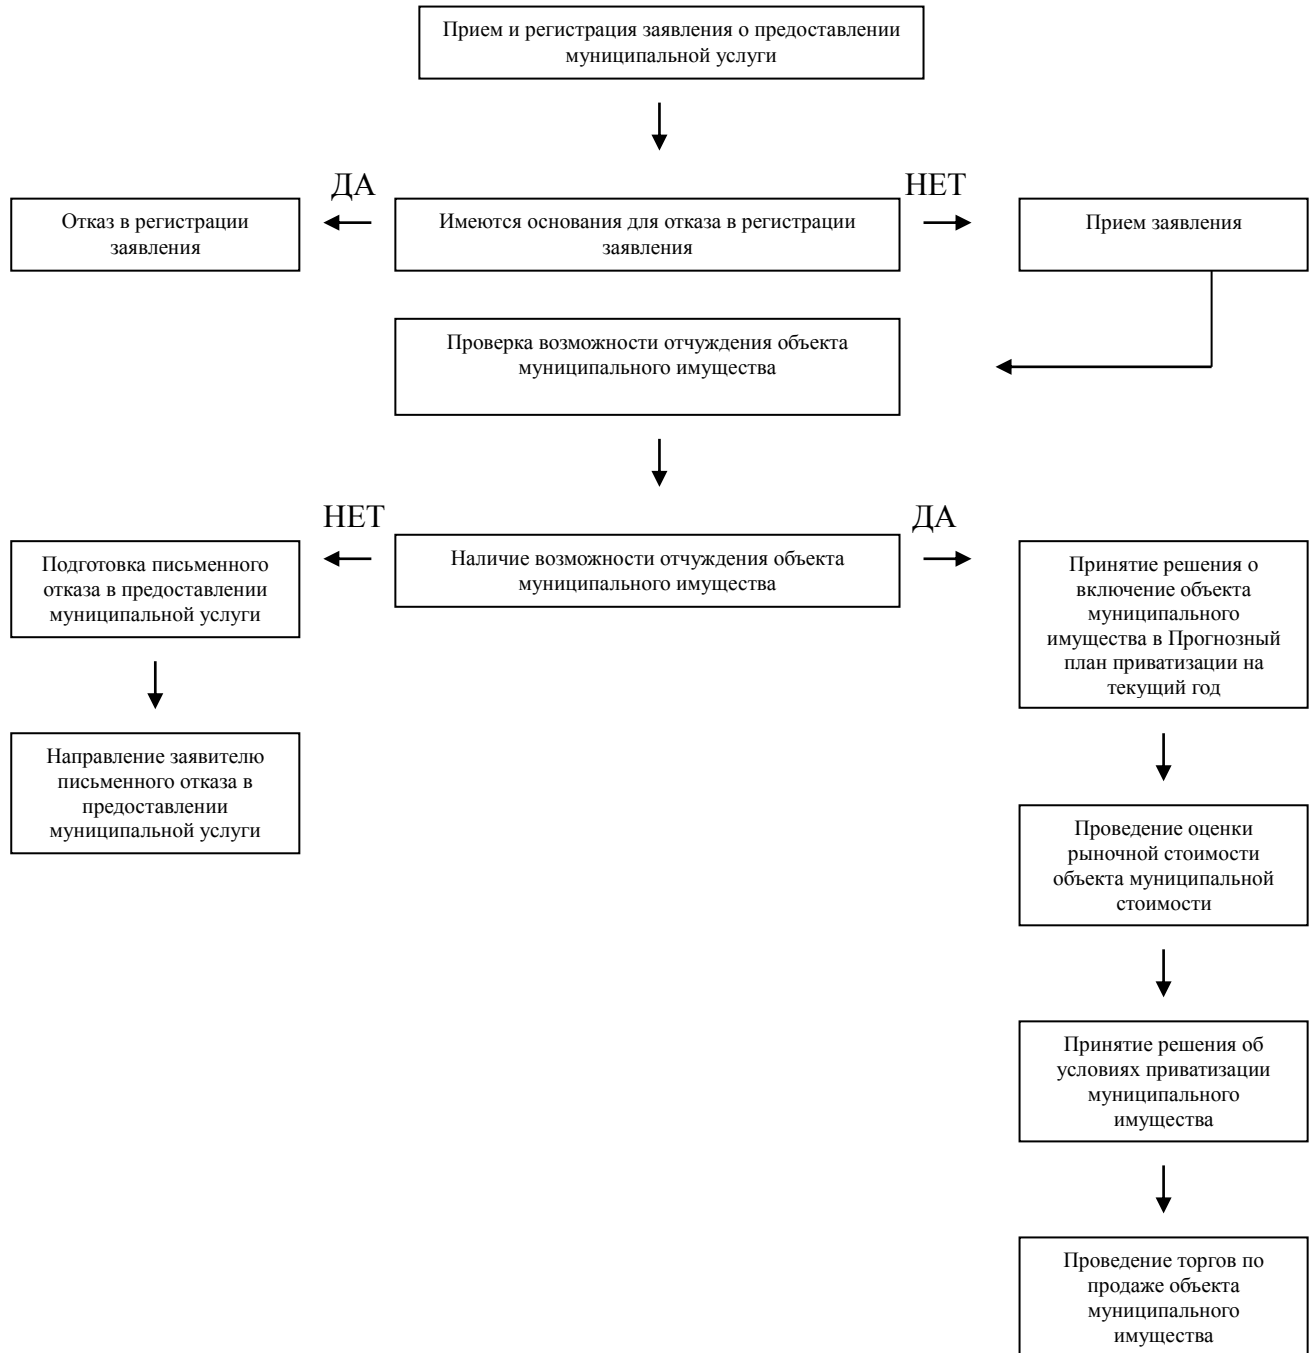 Прием и регистрация заявления о предоставлении
муниципальной услуги
ДА
НЕТ
Отказ в регистрации
заявления
Имеются основания для отказа в регистрации
заявления
Прием заявления
Проверка возможности отчуждения объекта
муниципального имущества
НЕТ
ДА
Подготовка письменного
отказа в предоставлении
муниципальной услуги
Наличие возможности отчуждения объекта
муниципального имущества
Принятие решения о
включение объекта
муниципального
имущества в Прогнозный
план приватизации на
текущий год
Направление заявителю
письменного отказа в
предоставлении
муниципальной услуги
Проведение оценки
рыночной стоимости
объекта муниципальной
стоимости
Принятие решения об
условиях приватизации
муниципального
имущества
Проведение торгов по
продаже объекта
муниципального
имущества